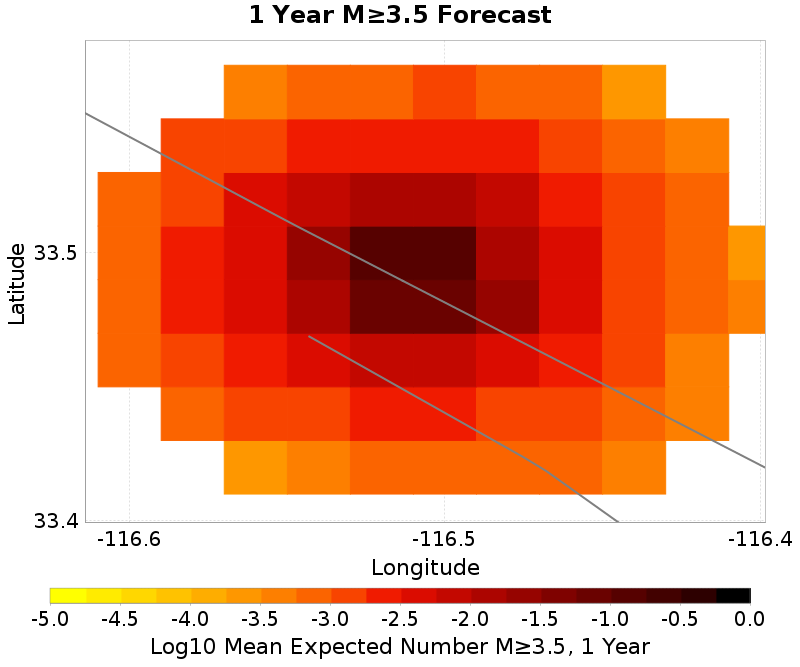 1 Year M≥3.5 Forecast
Latitude
33.5
33.4
-116.6 -116.5 -116.4
Longitude
-5.0 -4.5 -4.0 -3.5 -3.0 -2.5 -2.0 -1.5 -1.0 -0.5 0.0
Log10 Mean Expected Number M≥3.5, 1 Year